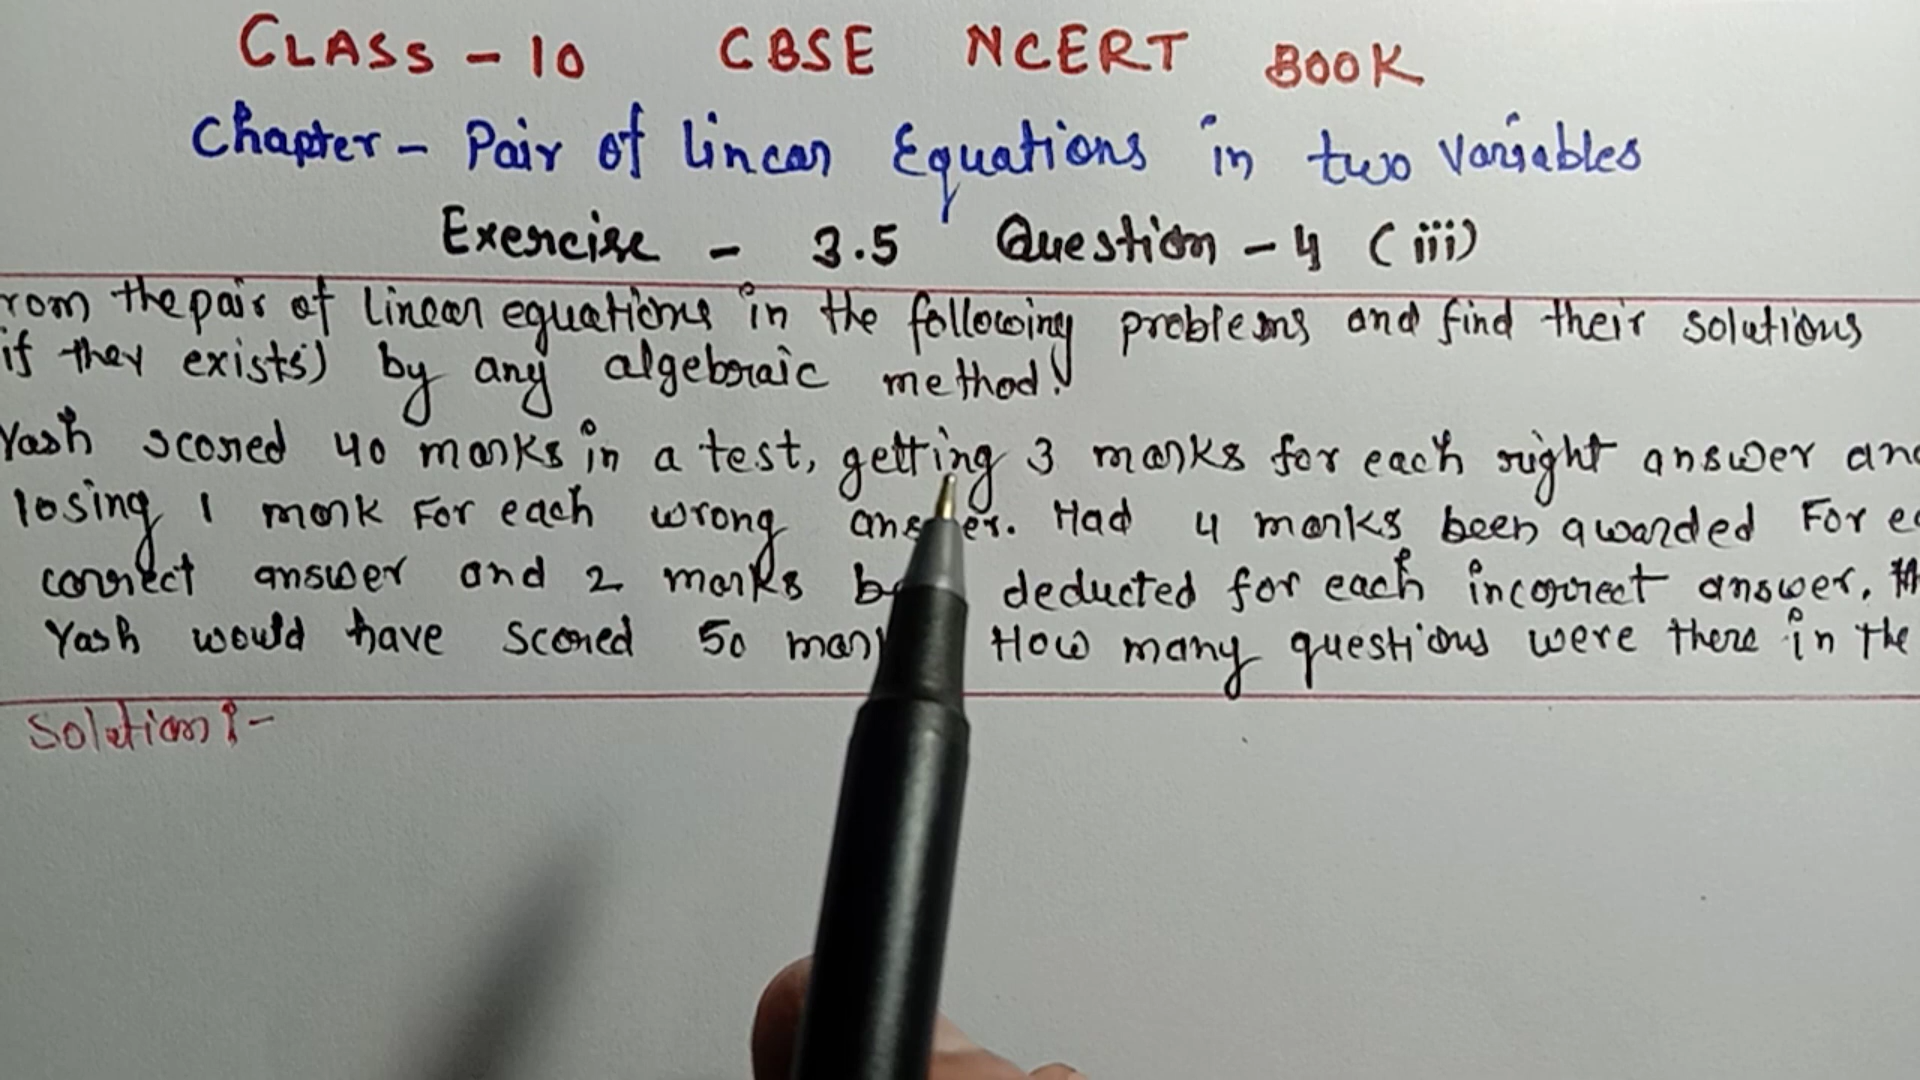 CLASS - 10 CBSE NCERT BOOK
Chapter - Pair of linear Equations in two Variables
Exercise - 3.5 Question - 4 (iii)
rom the pair of linear equations in the following problems and find their solutions
if they exists) by any algebraic method.
Yash scored 40 marks in a test, getting 3 marks for each right answer and
losing 1 mark for each wrong answer. Had 4 marks been awarded for ea
correct answer and 2 marks be deducted for each incorrect answer, th
Yash would have scored 50 mar How many questions were there in the
Solution :-